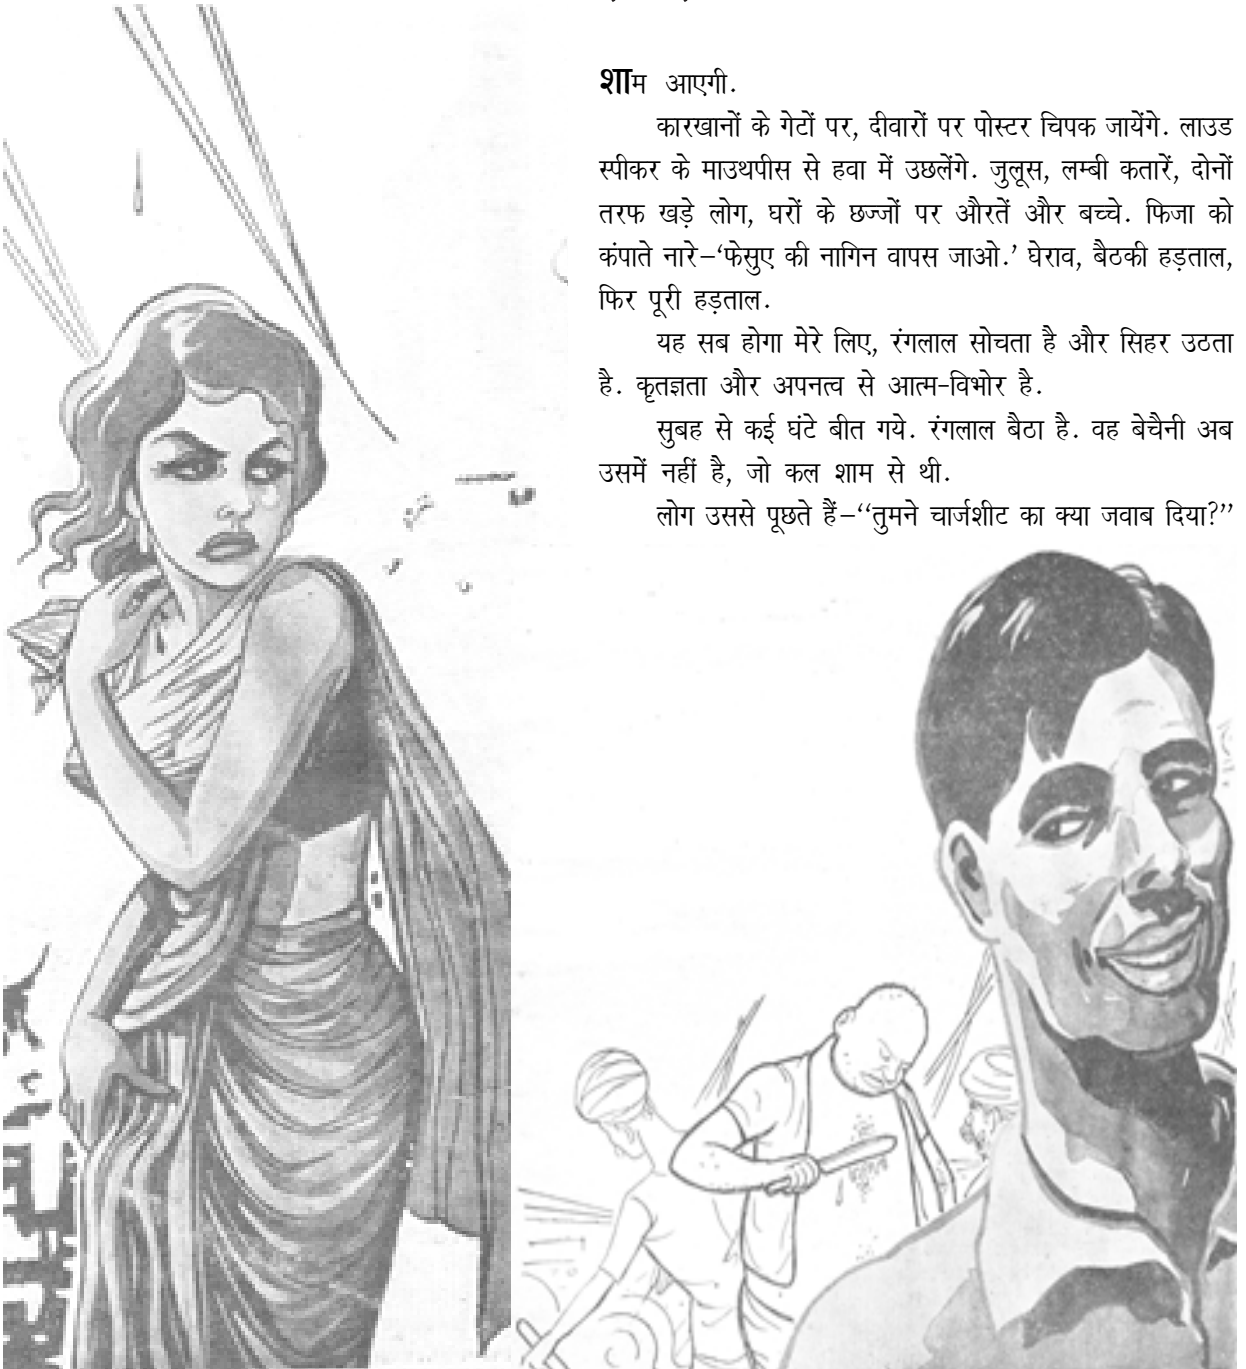 शाम आएगी.
कारखानों के गेटों पर, दीवारों पर पोस्टर चिपक जायेंगे. लाउड
स्पीकर के माउथपीस से हवा में उछलेंगे. जुलूस, लम्बी कतारें, दोनों
तरफ खड़े लोग, घरों के छज्जों पर औरतें और बच्चे. फिजा को
कंपाते नारे–‘फेसुए की नागिन वापस जाओ.’ घेराव, बैठकी हड़ताल,
फिर पूरी हड़ताल.
यह सब होगा मेरे लिए, रंगलाल सोचता है और सिहर उठता
है. कृतज्ञता और अपनत्व से आत्म-विभोर है.
सुबह से कई घंटे बीत गये. रंगलाल बैठा है. वह बेचैनी अब
उसमें नहीं है, जो कल शाम से थी.
लोग उससे पूछते हैं–‘‘तुमने चार्जशीट का क्या जवाब दिया?’’